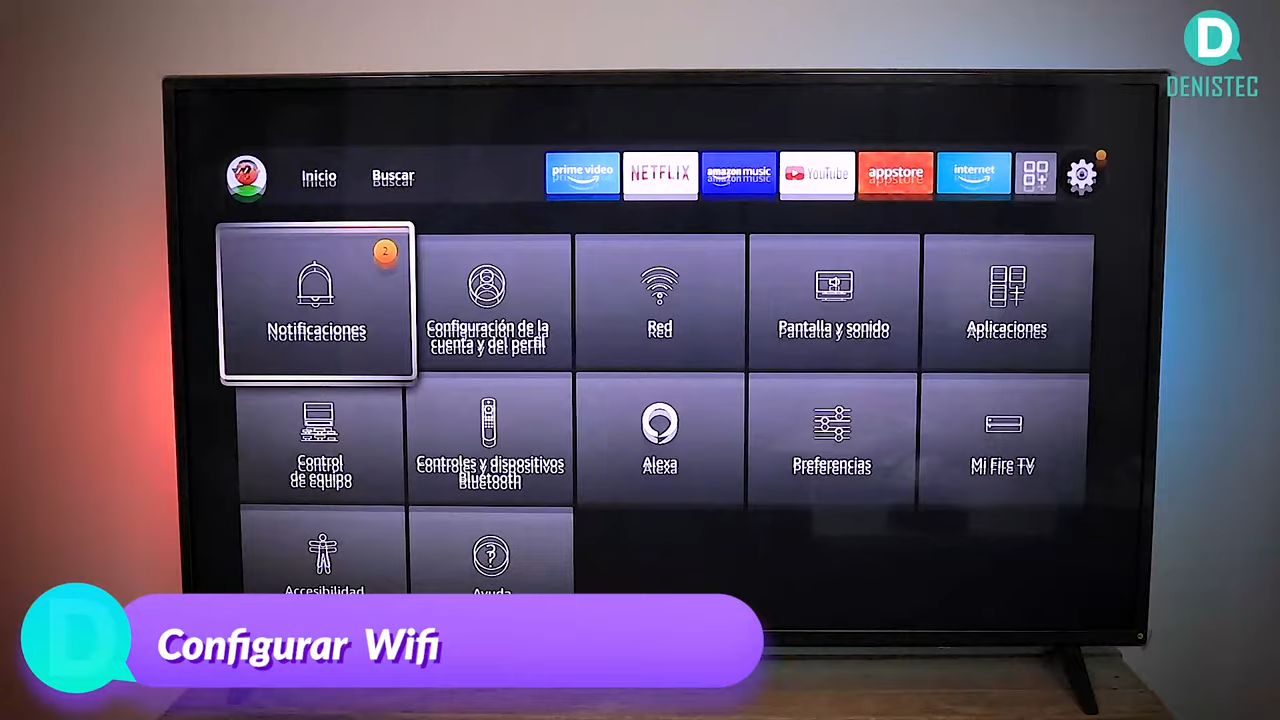 D
DENISTEC
Inicio
Buscar
prime video
NETFLIX
amazon music
YouTube
appstore
internet
2
Notificaciones
Configuración de la
cuenta y del perfil
Red
Pantalla y sonido
Aplicaciones
Control
de equipo
Controles y dispositivos
Bluetooth
Alexa
Preferencias
Mi Fire TV
Accesibilidad
Ayuda
D
Configurar Wifi